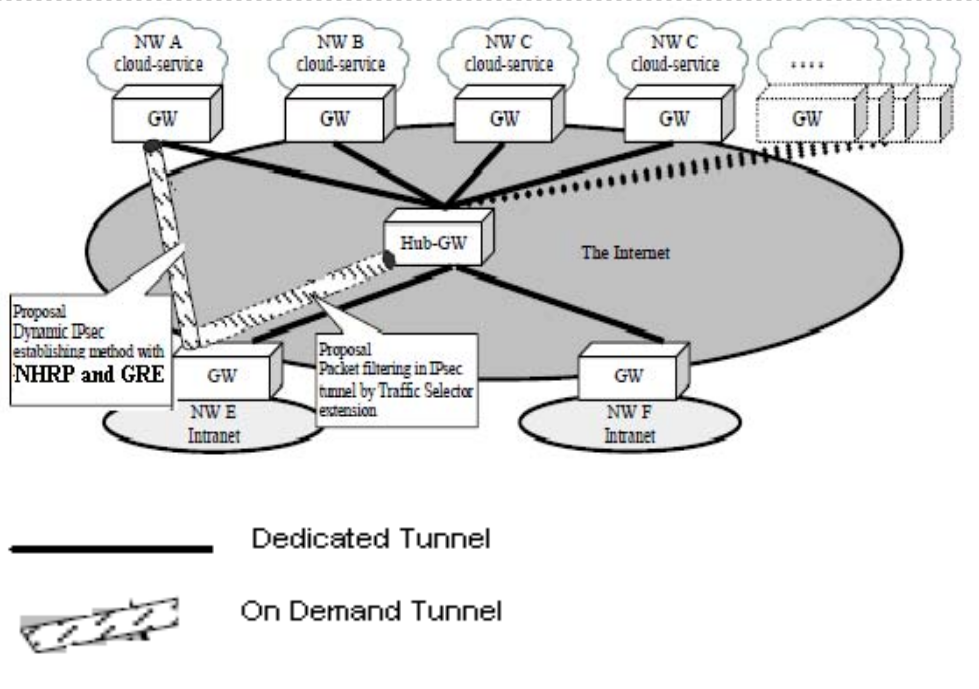 NW A
cloud-service
NW B
cloud-service
NW C
cloud-service
NW C
cloud-service
....
GW
GW
GW
GW
GW
Hub-GW
The Internet
Proposal
Dynamic IPsec
establishing method with
NHRP and GRE
Proposal
Packet filtering in IPsec
tunnel by Traffic Selector
extension
GW
GW
NW E
Intranet
NW F
Intranet
Dedicated Tunnel
On Demand Tunnel